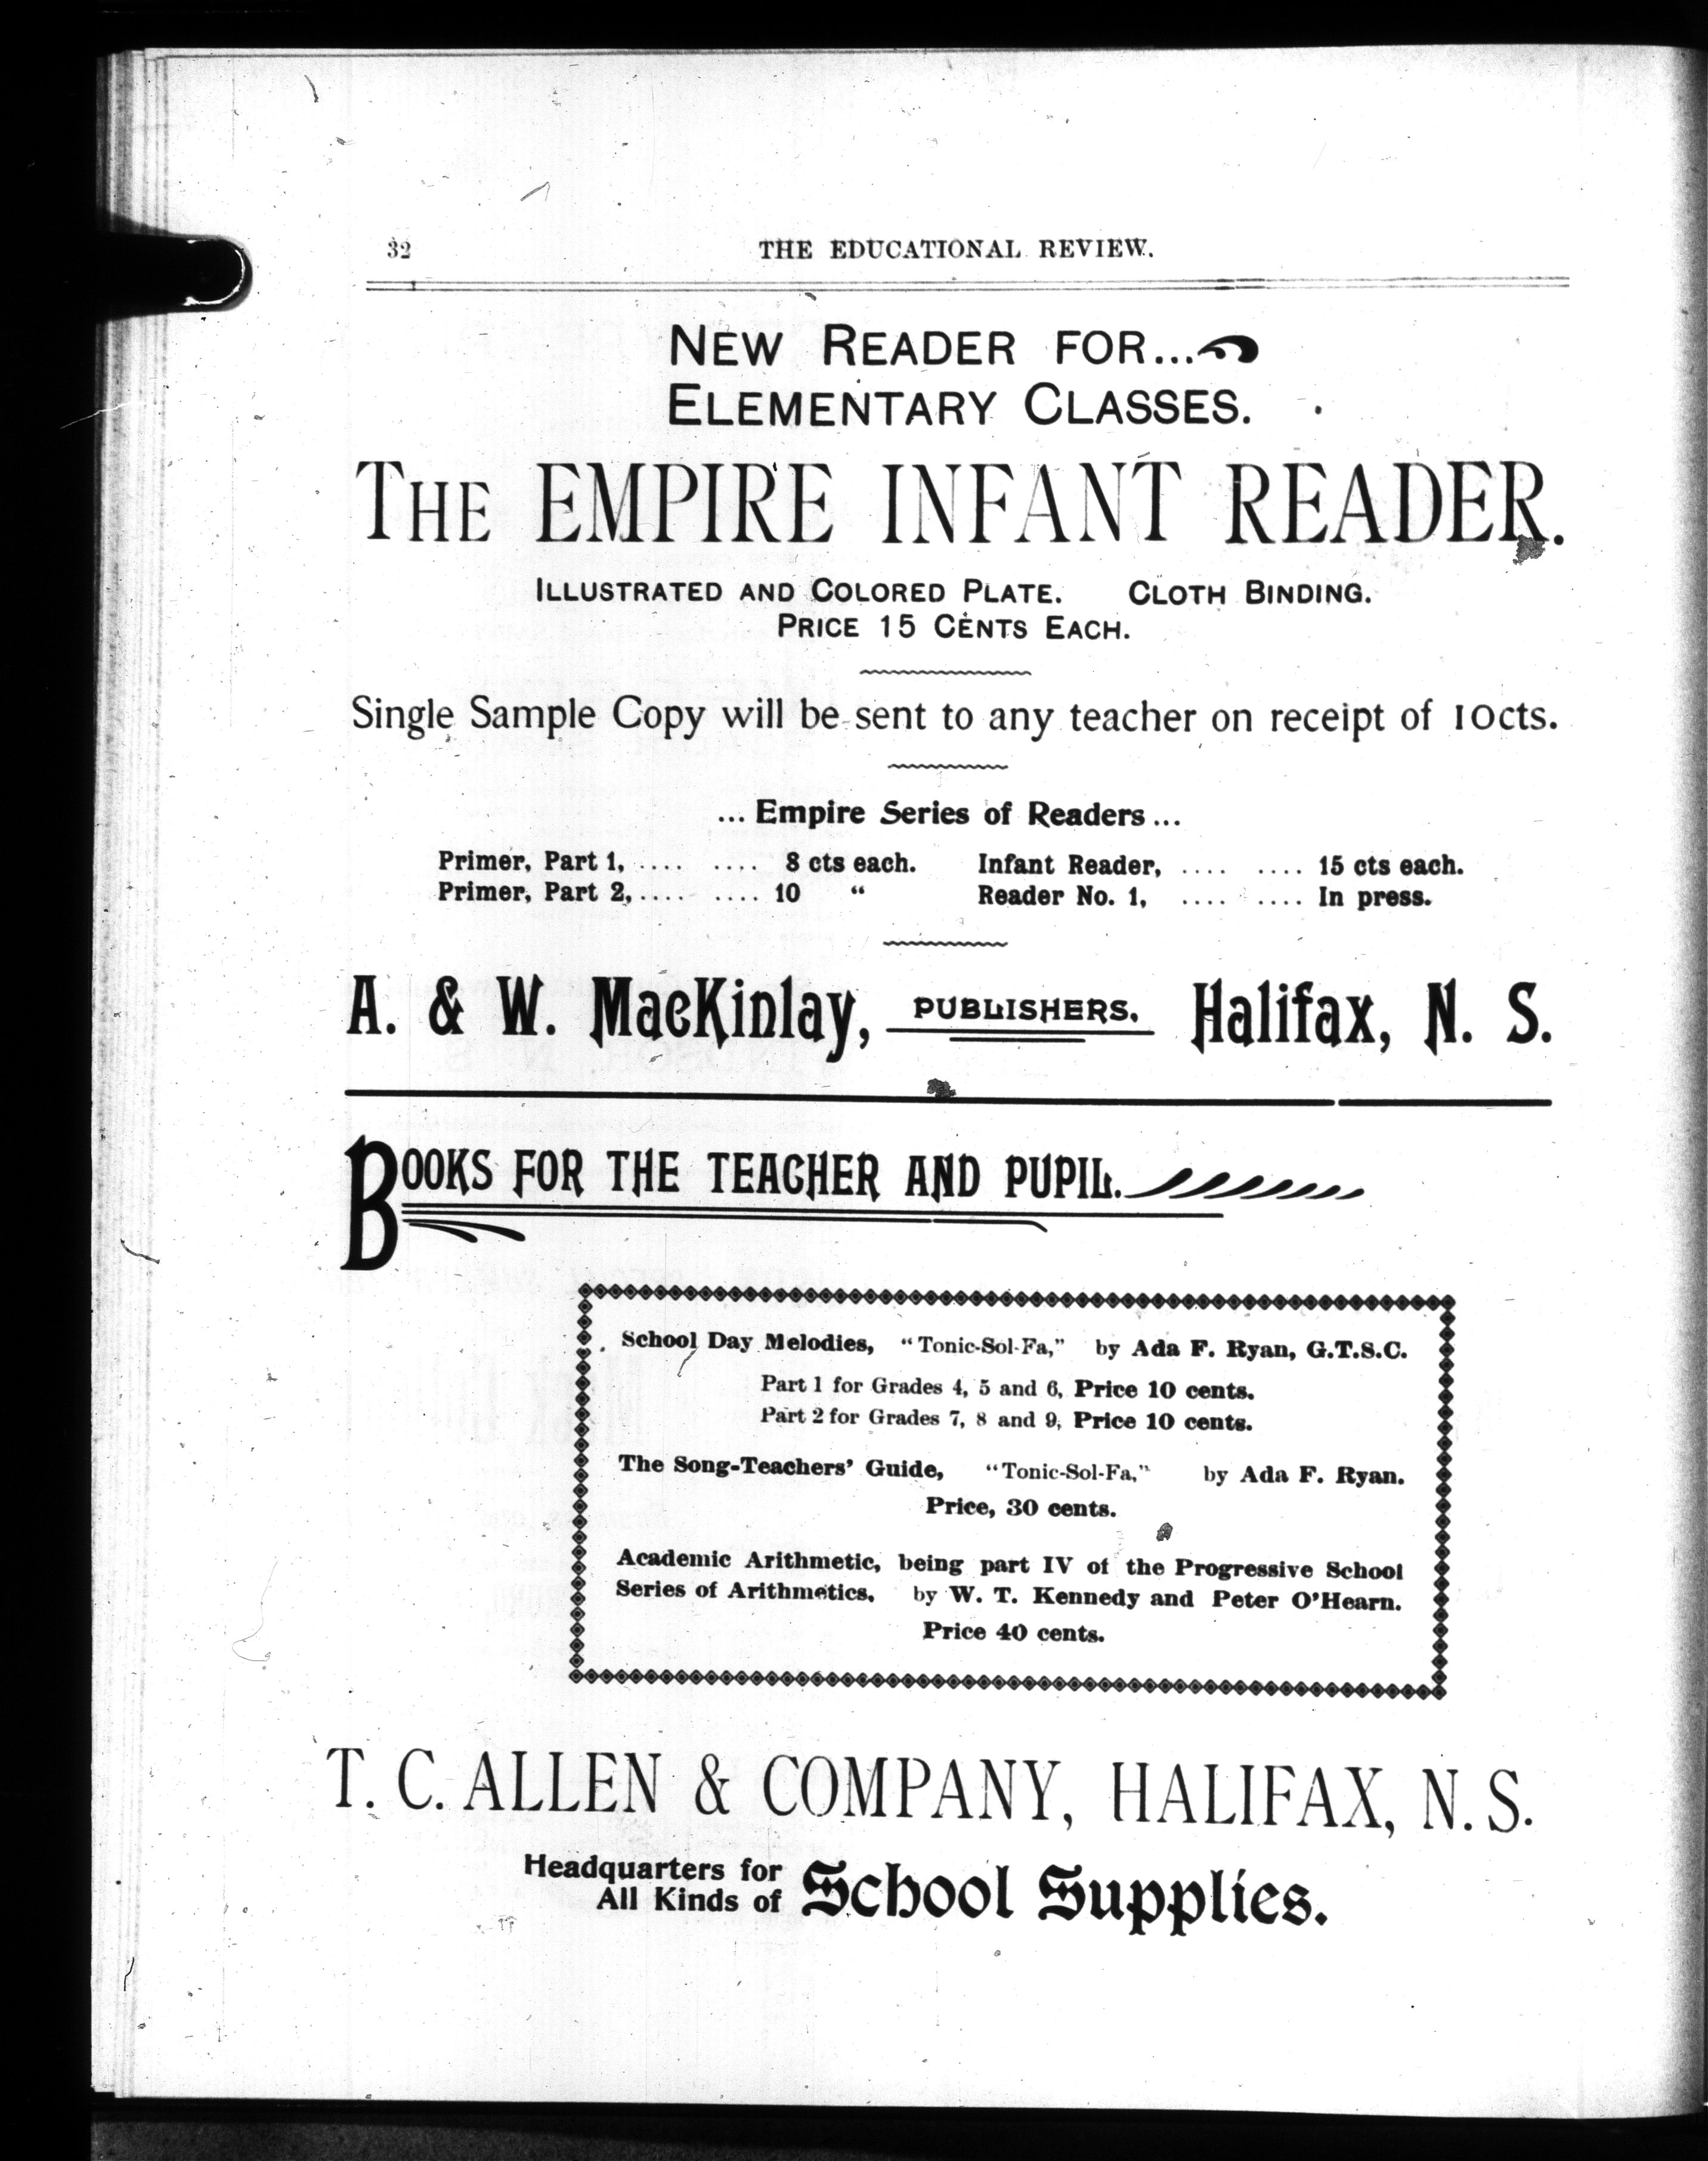 32 THE EDUCATIONAL REVIEW.
NEW READER FOR...
ELEMENTARY CLASSES.
THE EMPIRE INFANT READER.
ILLUSTRATED AND COLORED PLATE. CLOTH BINDING.
PRICE 15 CENTS EACH.
Single Sample Copy will be sent to any teacher on receipt of 10cts.
... Empire Series of Readers ...
Primer, Part 1, .... .... 8 cts each. Infant Reader, .... .... 15 cts each.
Primer, Part 2, .... .... 10 “ Reader No. 1, .... .... In press.
A. & W. MacKinlay, PUBLISHERS. Halifax, N. S.
BOOKS FOR THE TEACHER AND PUPIL.
School Day Melodies, “Tonic-Sol-Fa,” by Ada F. Ryan, G.T.S.C.
Part 1 for Grades 4, 5 and 6, Price 10 cents.
Part 2 for Grades 7, 8 and 9, Price 10 cents.
The Song-Teachers’ Guide, “Tonic-Sol-Fa,” by Ada F. Ryan.
Price, 30 cents.
Academic Arithmetic, being part IV of the Progressive School
Series of Arithmetics, by W. T. Kennedy and Peter O’Hearn.
Price 40 cents.
T. C. ALLEN & COMPANY, HALIFAX, N. S.
Headquarters for
All Kinds of School Supplies.